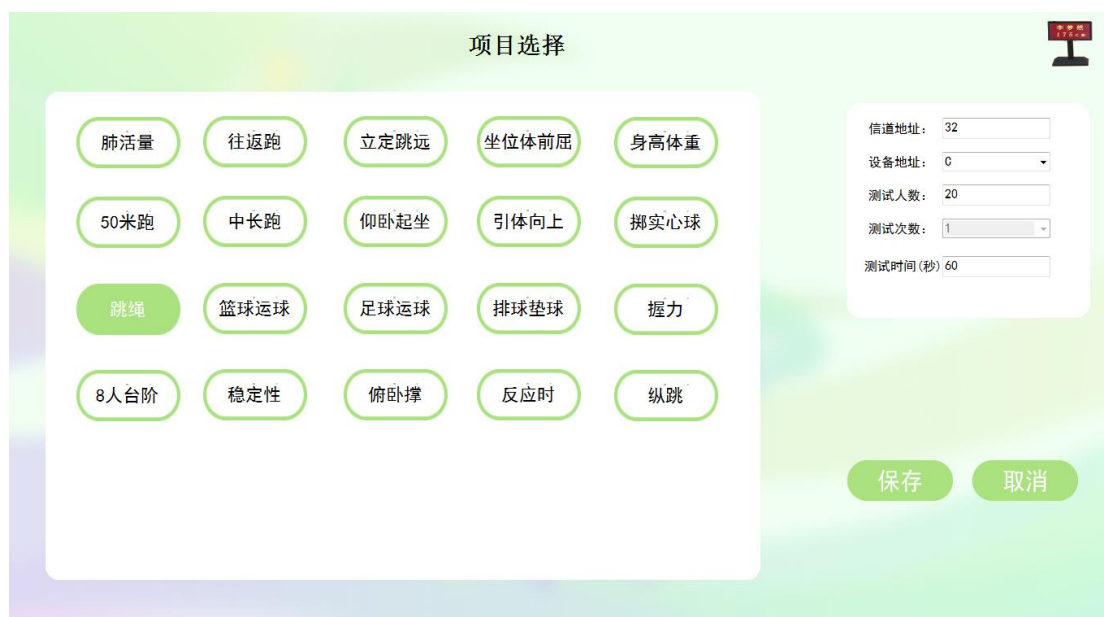 项目选择
李梦然
176cm
肺活量 往返跑 立定跳远 坐位体前屈 身高体重
50米跑 中长跑 仰卧起坐 引体向上 掷实心球
跳绳 篮球运球 足球运球 排球垫球 握力
8人台阶 稳定性 俯卧撑 反应时 纵跳
信道地址: 32
设备地址: C
测试人数: 20
测试次数: 1
测试时间(秒) 60
保存 取消